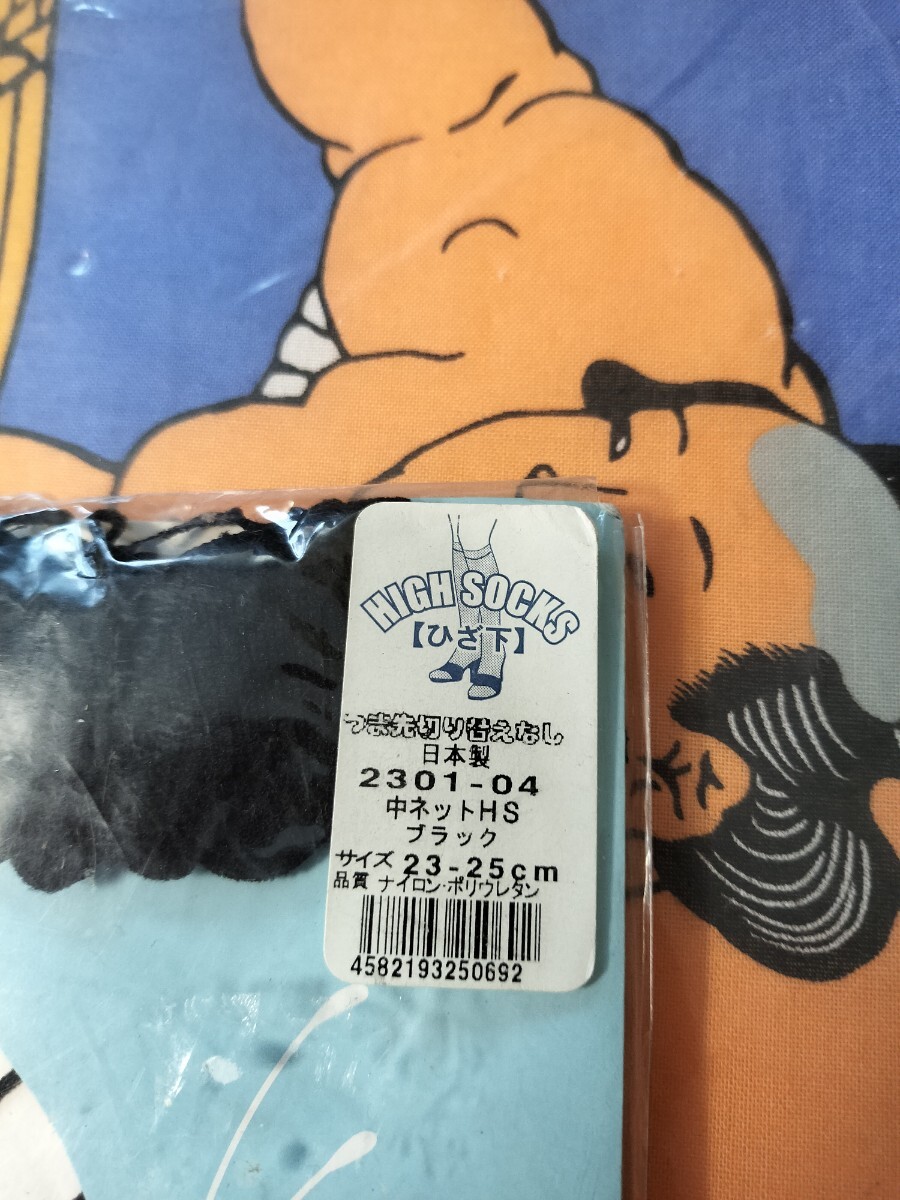 HIGH SOCKS
【ひざ下】
つま先切り替えなし
日本製
2301-04
中ネットHS
ブラック
サイズ 23-25cm
品質 ナイロン・ポリウレタン
4582193250692